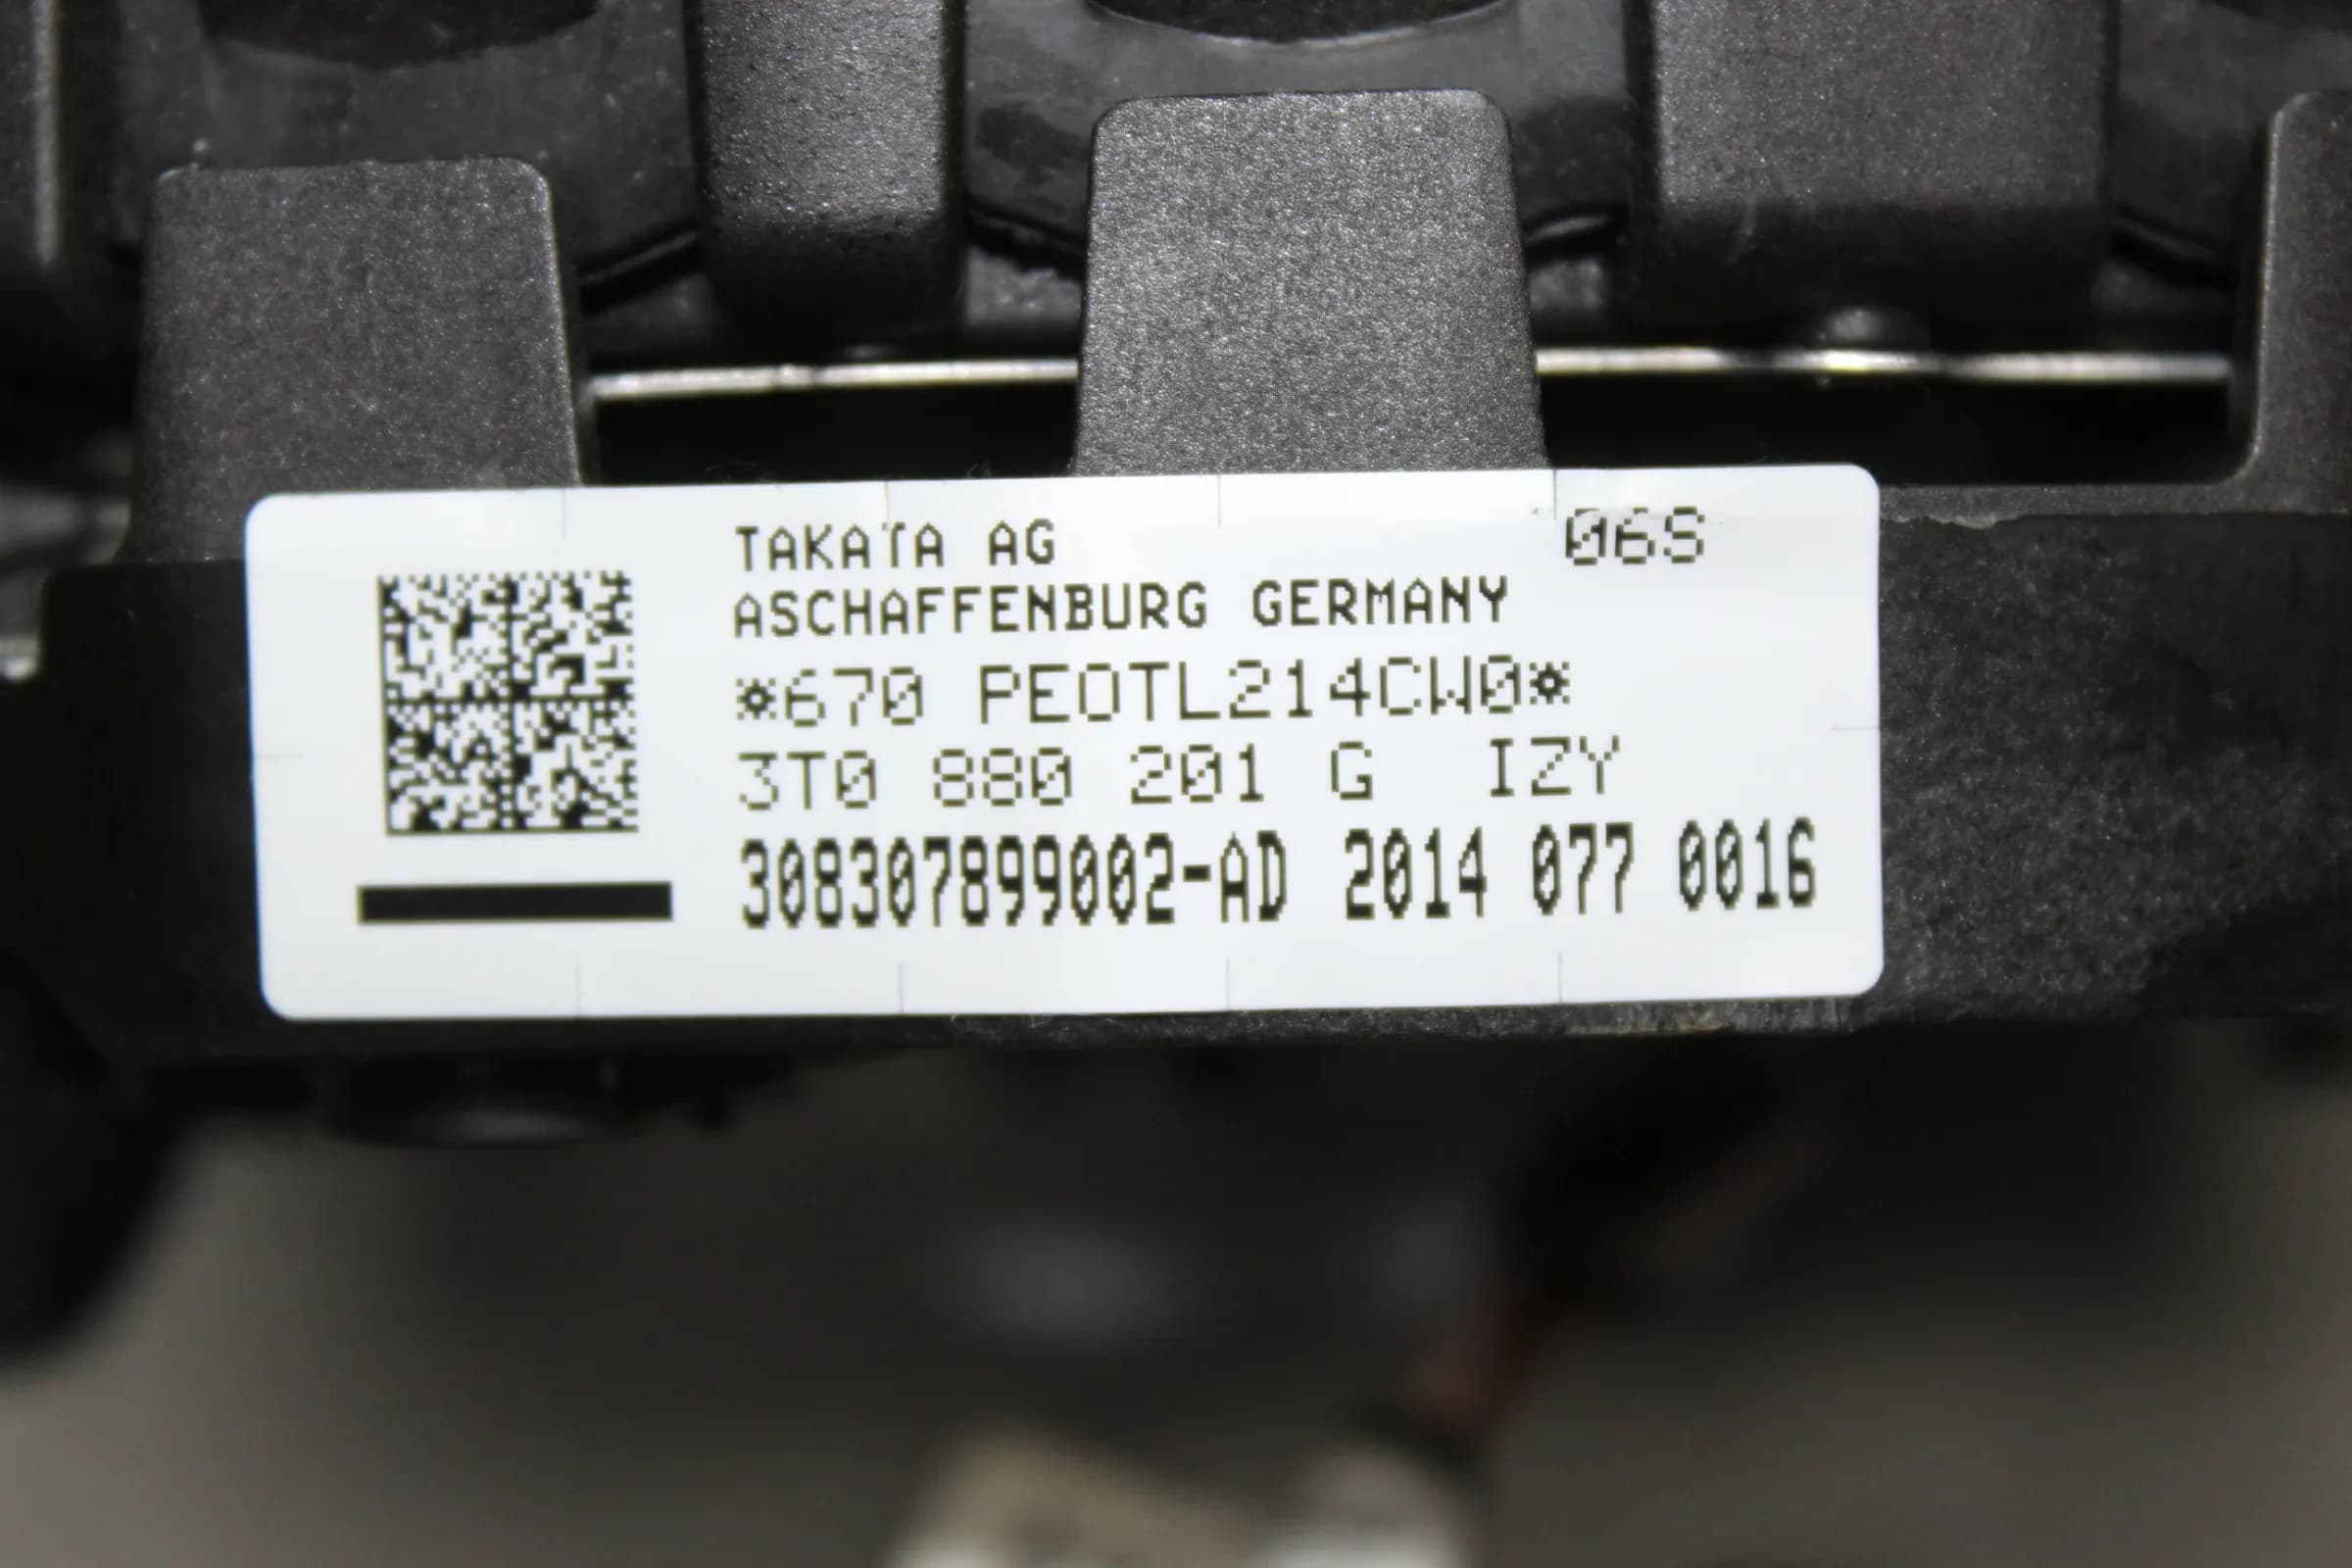 TAKATA AG 06S
ASCHAFFENBURG GERMANY
*670 PEOTL214CW0*
3T0 880 201 G IZY
308307899002-AD 2014 077 0016